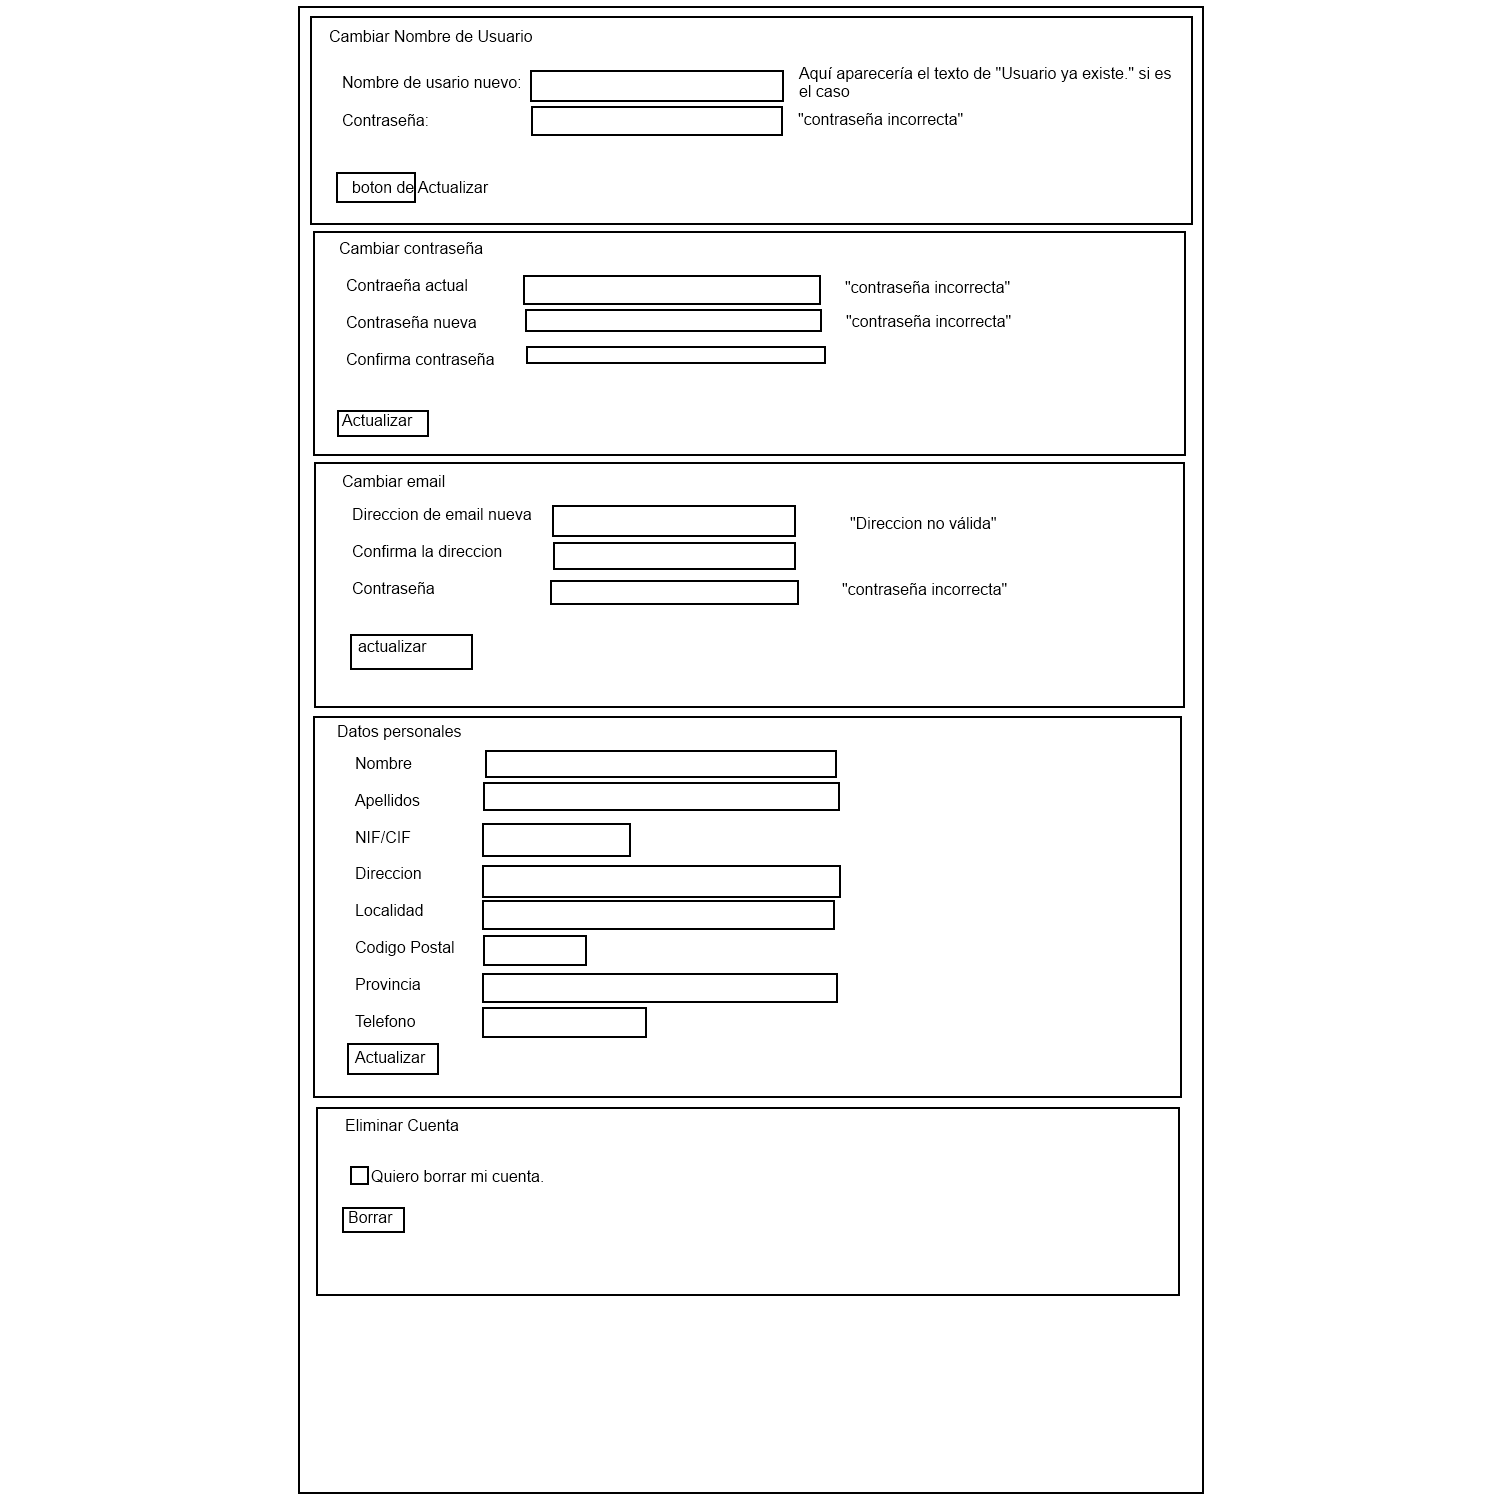 Cambiar Nombre de Usuario
Nombre de usario nuevo:
Aquí aparecería el texto de "Usuario ya existe." si es
el caso
Contraseña:
"contraseña incorrecta"
boton de Actualizar
Cambiar contraseña
Contraeña actual
"contraseña incorrecta"
Contraseña nueva
"contraseña incorrecta"
Confirma contraseña
Actualizar
Cambiar email
Direccion de email nueva
"Direccion no válida"
Confirma la direccion
Contraseña
"contraseña incorrecta"
actualizar
Datos personales
Nombre
Apellidos
NIF/CIF
Direccion
Localidad
Codigo Postal
Provincia
Telefono
Actualizar
Eliminar Cuenta
Quiero borrar mi cuenta.
Borrar